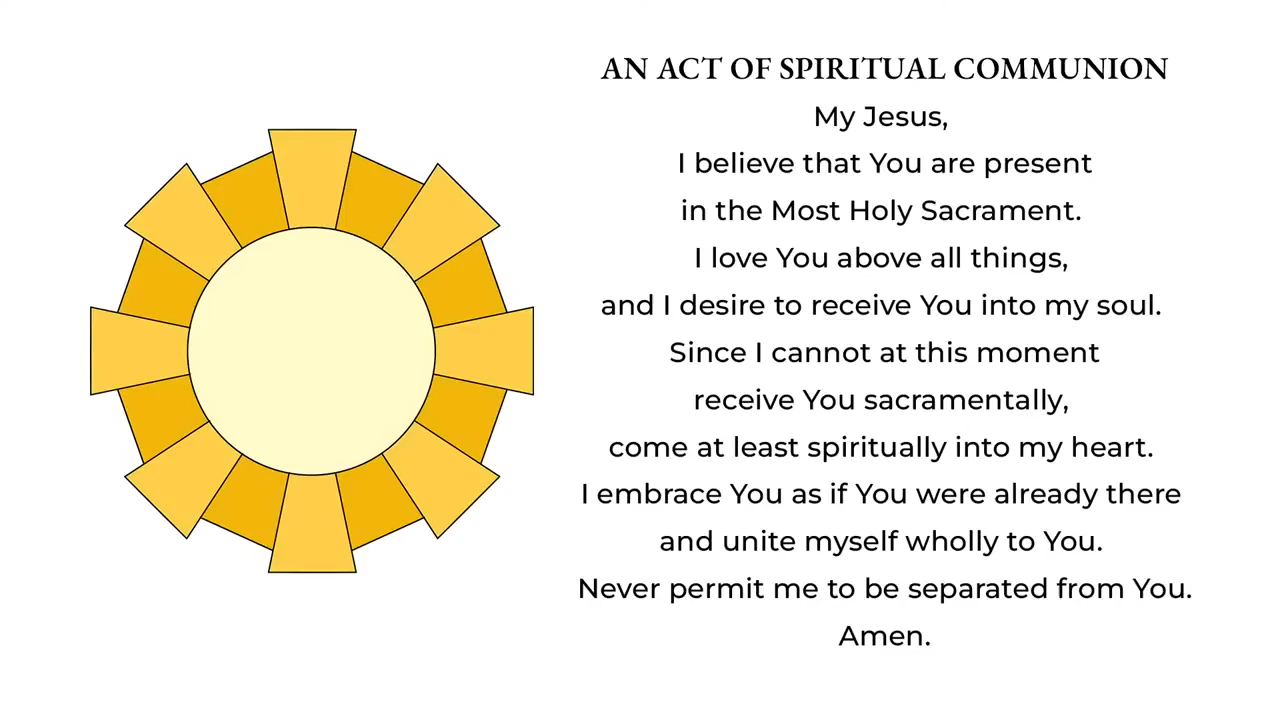 AN ACT OF SPIRITUAL COMMUNION
My Jesus,
I believe that You are present
in the Most Holy Sacrament.
I love You above all things,
and I desire to receive You into my soul.
Since I cannot at this moment
receive You sacramentally,
come at least spiritually into my heart.
I embrace You as if You were already there
and unite myself wholly to You.
Never permit me to be separated from You.
Amen.